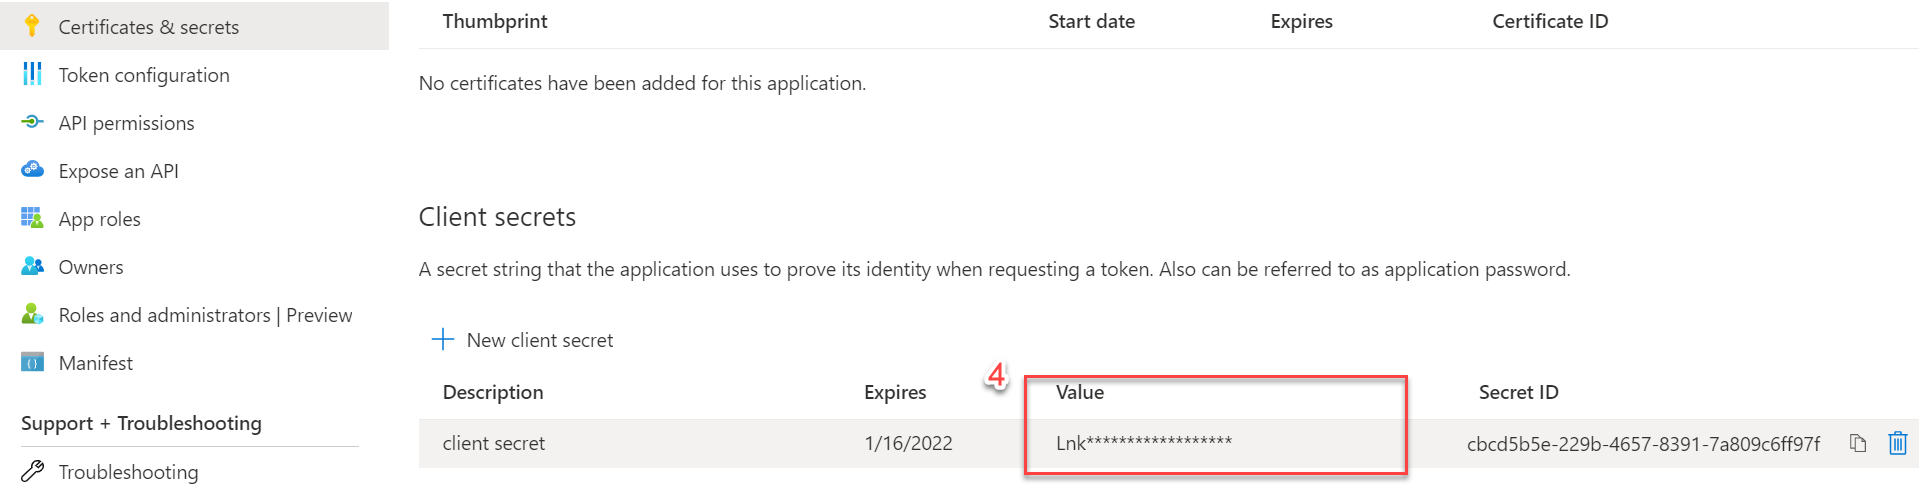 Certificates & secrets
Token configuration
API permissions
Expose an API
App roles
Owners
Roles and administrators | Preview
Manifest
Support + Troubleshooting
Troubleshooting
Thumbprint Start date Expires Certificate ID
No certificates have been added for this application.
Client secrets
A secret string that the application uses to prove its identity when requesting a token. Also can be referred to as application password.
New client secret
4
Description Expires Value Secret ID
client secret 1/16/2022 Lnk****************** cbcd5b5e-229b-4657-8391-7a809c6ff97f